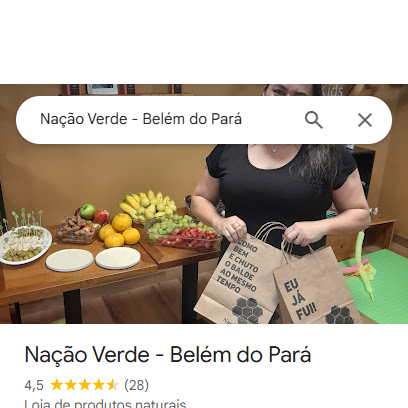 Kids
Nação Verde - Belém do Pará
COMO
BEM
E CHUTO
O BALDE
AO MESMO
TEMPO
EU
JÁ
FUI!
Nação Verde - Belém do Pará
4,5 (28)
Loja de produtos naturais